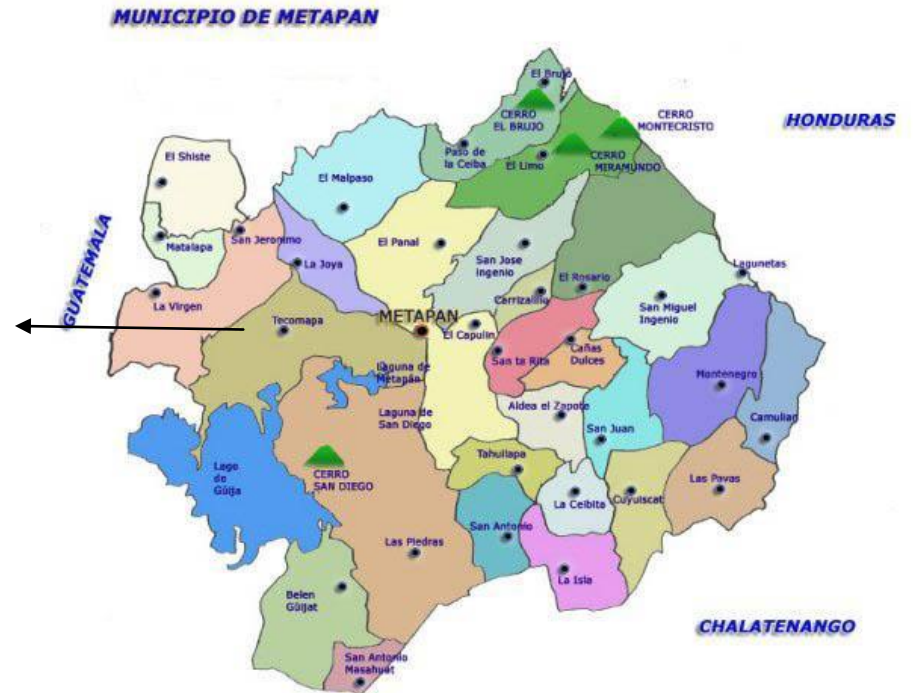 MUNICIPIO DE METAPAN
El Brujo
CERRO
EL BRUJO
CERRO
MONTECRISTO
HONDURAS
Paso de
la Ceiba
El Limo
CERRO
MIRAMUNDO
El Shiste
El Malpaso
Matalapa
San Jeronimo
La Joya
El Panal
San Jose
Ingenio
El Rosario
Lagunetas
GUATEMALA
La Virgen
Carrizalillo
San Miguel
Ingenio
Tecomapa
METAPAN
El Capulin
San ta Rita
Cañas
Dulces
Laguna de
Metapán
Montenegro
Laguna de
San Diego
Aldea el Zapote
San Juan
Camulian
Tahuilapa
Lago
de
Güija
CERRO
SAN DIEGO
La Ceibita
Cuyuiscat
Las Pavas
San Antonio
Las Piedras
La Isla
Belen
Güijat
CHALATENANGO
San Antonio
Masahuat